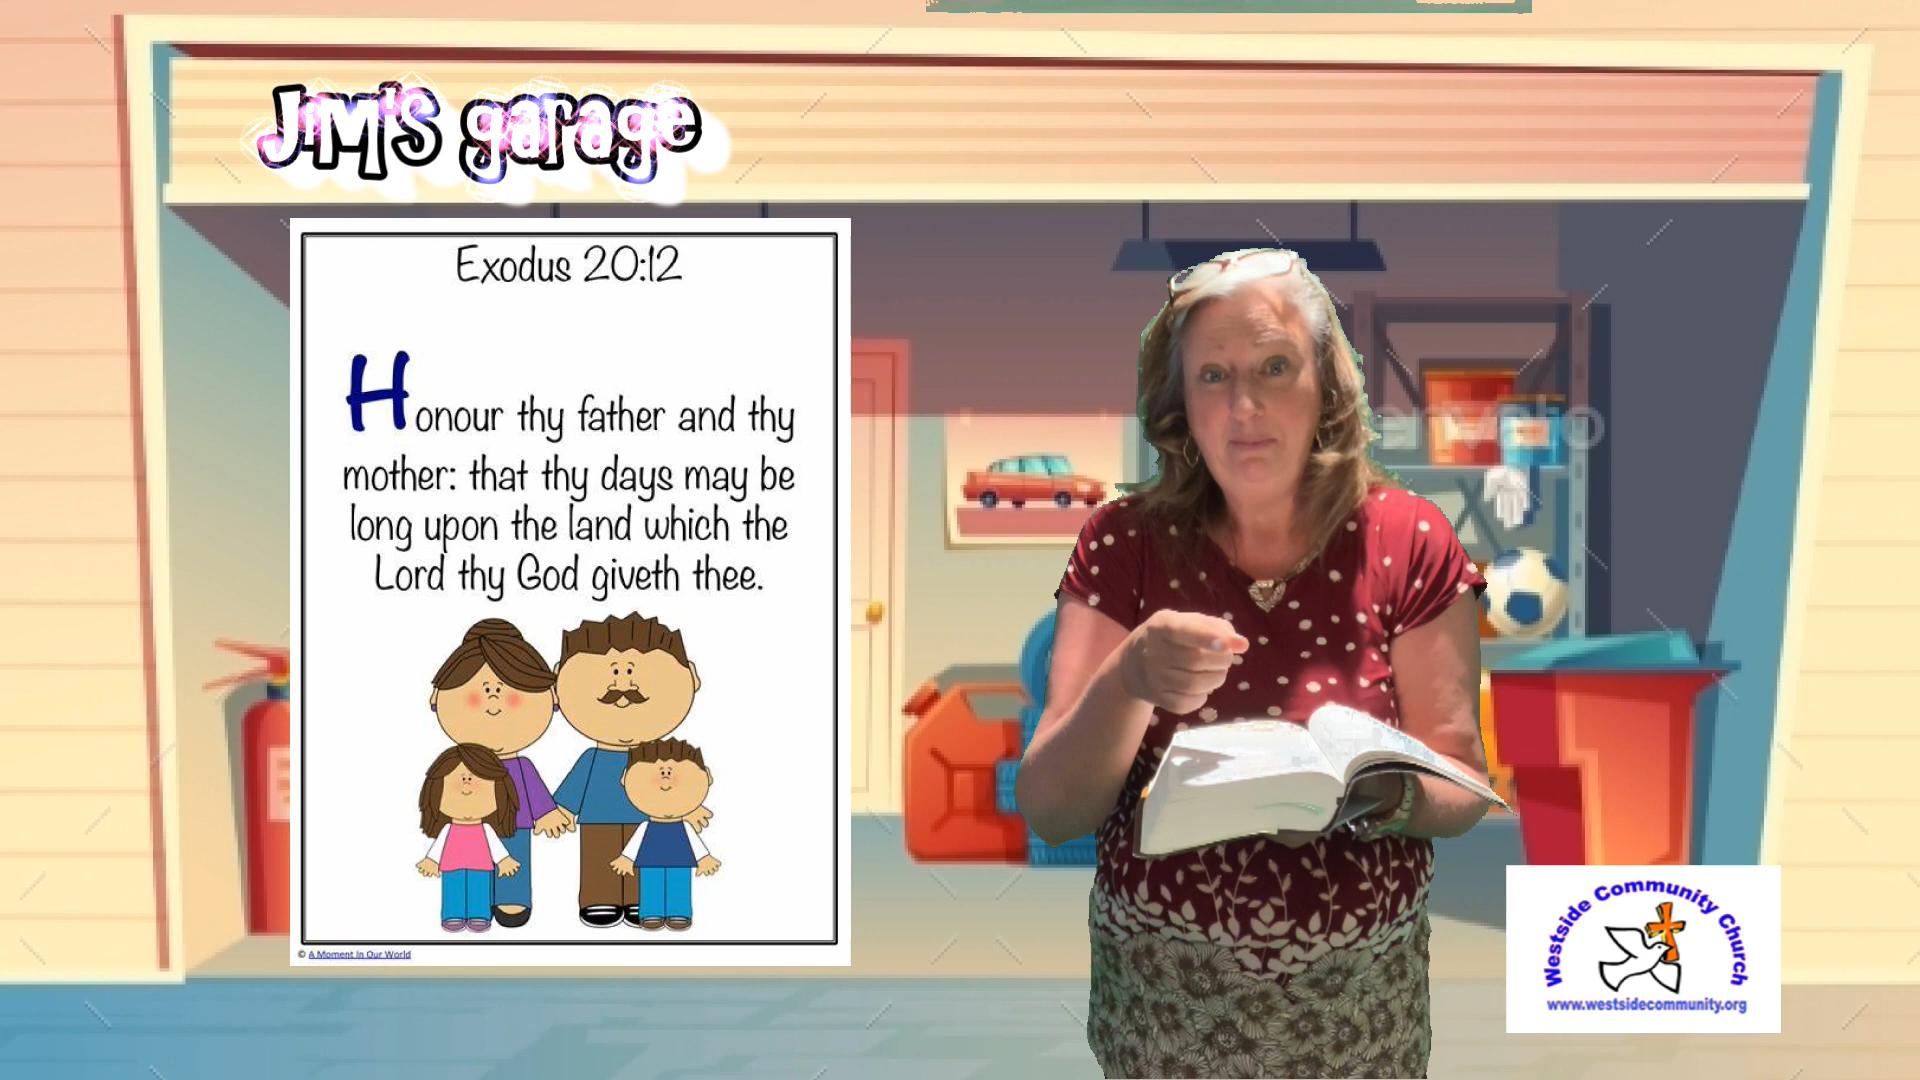 Jim's garage
Exodus 20:12
Honour thy father and thy
mother: that thy days may be
long upon the land which the
Lord thy God giveth thee.
© A Moment In Our World
envato
Westside Community Church
www.westsidecommunity.org